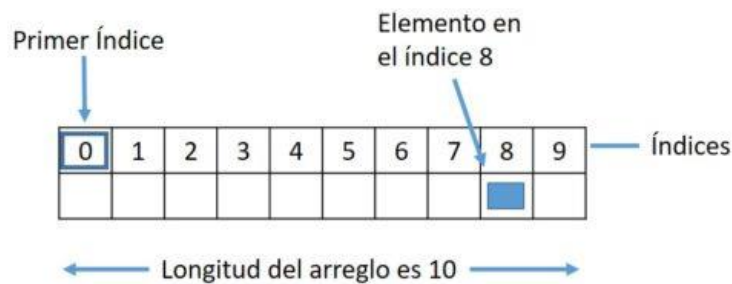 Primer Índice
Elemento en
el índice 8
0 1 2 3 4 5 6 7 8 9
Índices
Longitud del arreglo es 10